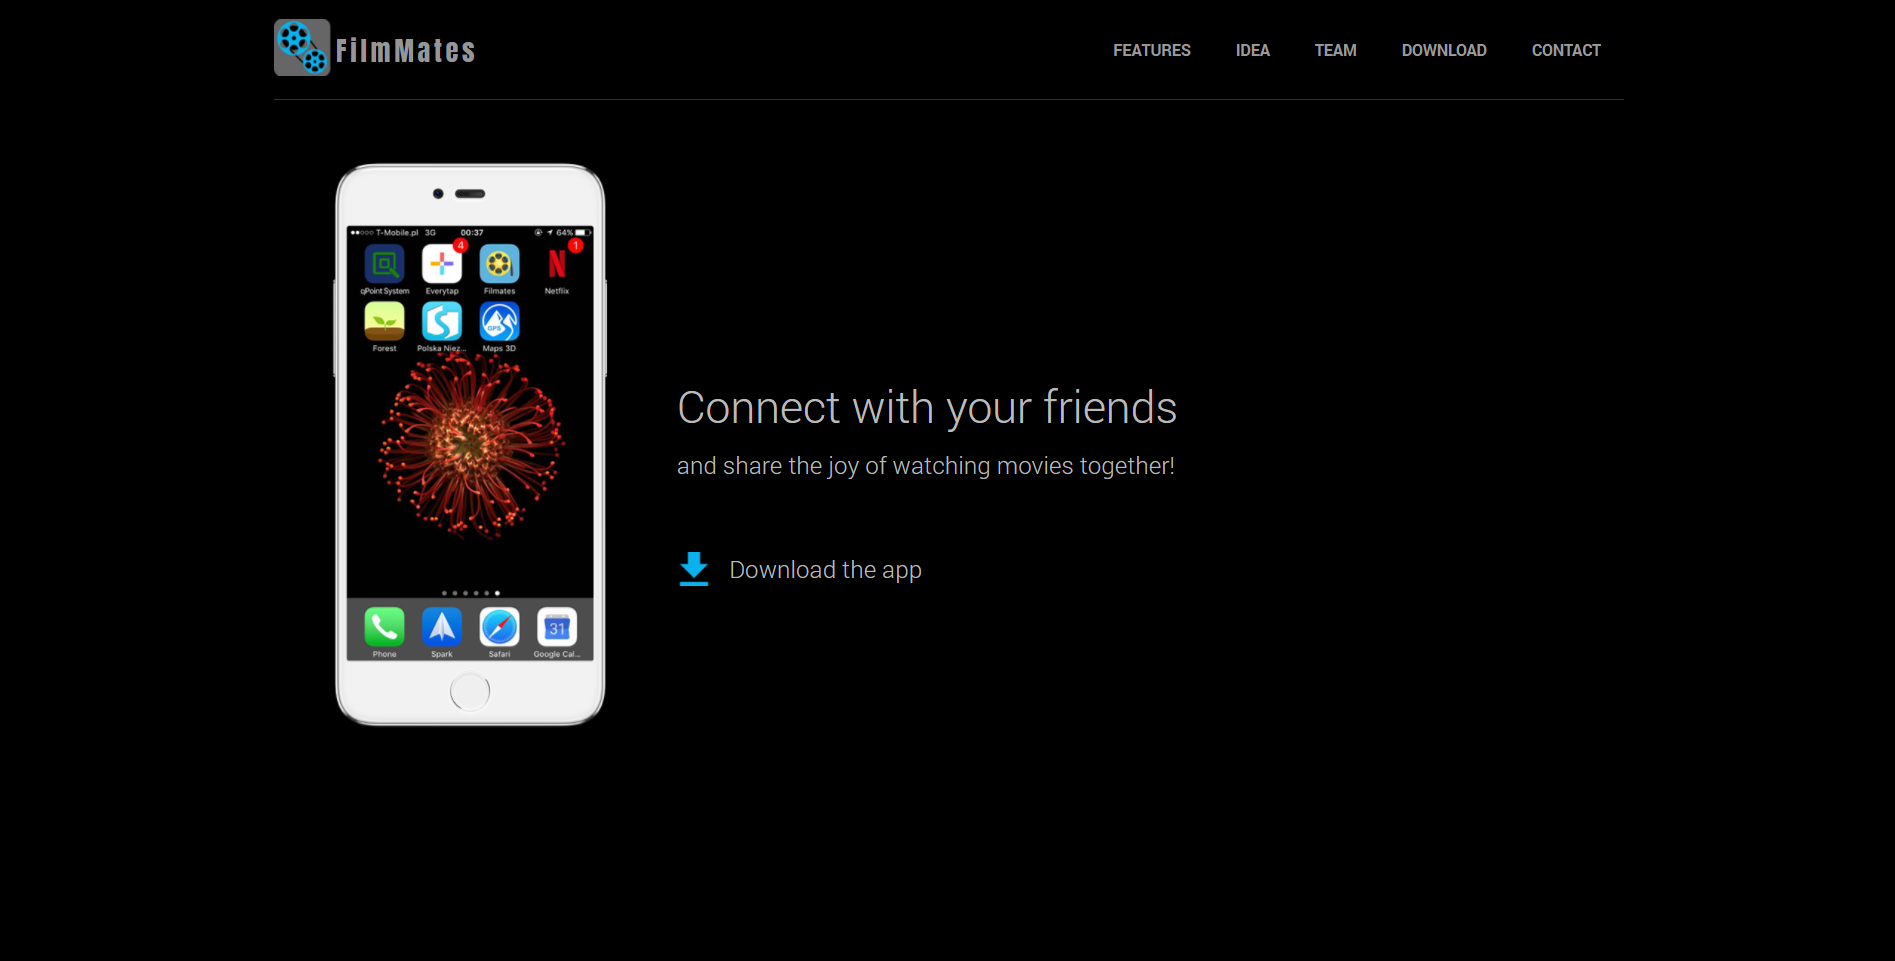 FilmMates
FEATURES IDEA TEAM DOWNLOAD CONTACT
T-Mobile.pl 3G 00:37 64%
4 1
qPoint System Everytap Filmates Netflix
GPS
Forest Polska Niez... Maps 3D
Connect with your friends
and share the joy of watching movies together!
Download the app
31
Phone Spark Safari Google Cal...